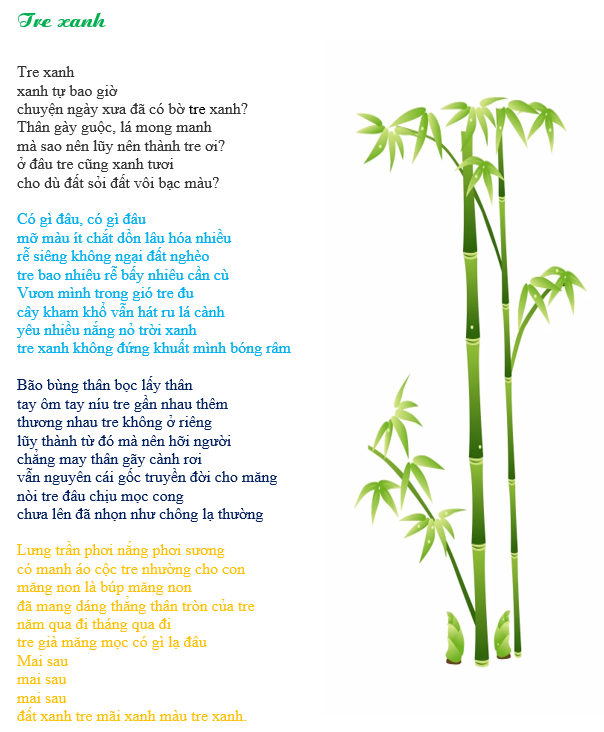 Tre xanh
Tre xanh
xanh tự bao giờ
chuyện ngày xưa đã có bờ tre xanh?
Thân gày guộc, lá mong manh
mà sao nên lũy nên thành tre ơi?
ở đâu tre cũng xanh tươi
cho dù đất sỏi đất vôi bạc màu?
Có gì đâu, có gì đâu
mỡ màu ít chắt dồn lâu hóa nhiều
rễ siêng không ngại đất nghèo
tre bao nhiêu rễ bấy nhiêu cần cù
Vươn mình trong gió tre đu
cây kham khổ vẫn hát ru lá cành
yêu nhiều nắng nỏ trời xanh
tre xanh không đứng khuất mình bóng râm
Bão bùng thân bọc lấy thân
tay ôm tay níu tre gần nhau thêm
thương nhau tre không ở riêng
lũy thành từ đó mà nên hỡi người
chẳng may thân gãy cành rơi
vẫn nguyên cái gốc truyền đời cho măng
nòi tre đâu chịu mọc cong
chưa lên đã nhọn như chông lạ thường
Lưng trần phơi nắng phơi sương
có manh áo cộc tre nhường cho con
măng non là búp măng non
đã mang dáng thẳng thân tròn của tre
năm qua đi tháng qua đi
tre già măng mọc có gì lạ đâu
Mai sau
mai sau
mai sau
đất xanh tre mãi xanh màu tre xanh.